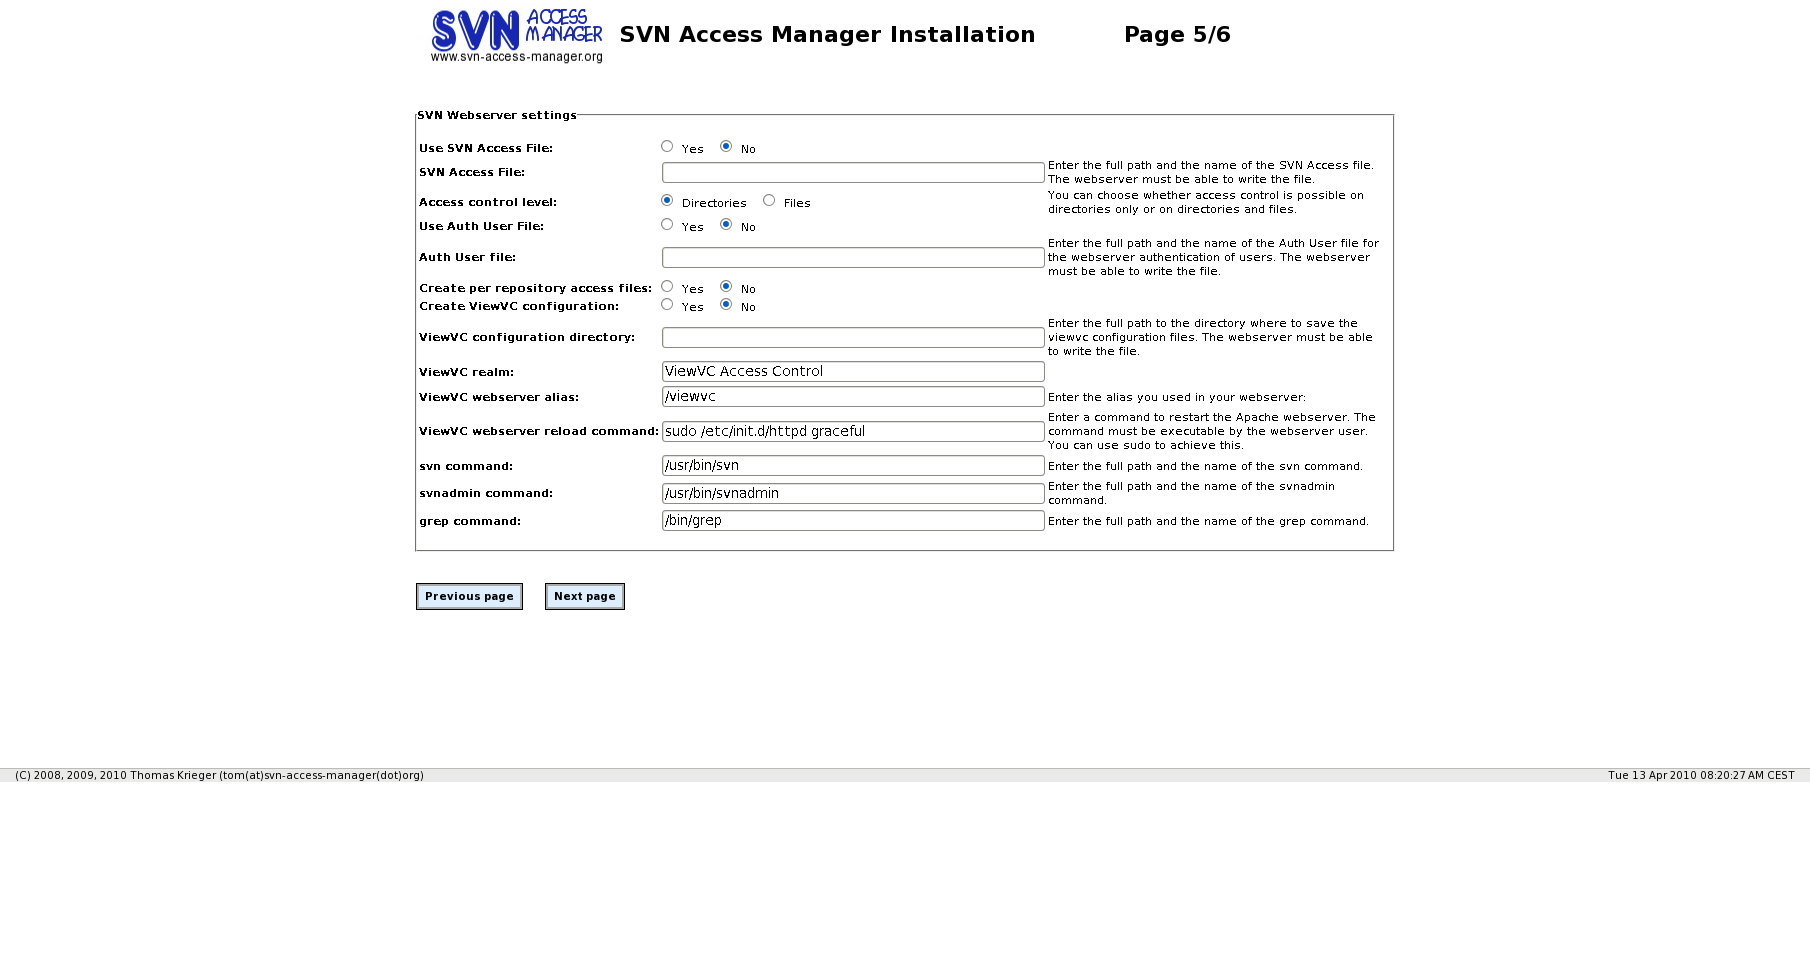 SVN ACCESS MANAGER
www.svn-access-manager.org
SVN Access Manager Installation Page 5/6
SVN Webserver settings
Use SVN Access File: Yes No
SVN Access File: Enter the full path and the name of the SVN Access file.
The webserver must be able to write the file.
Access control level: Directories Files You can choose whether access control is possible on
directories only or on directories and files.
Use Auth User File: Yes No
Auth User file: Enter the full path and the name of the Auth User file for
the webserver authentication of users. The webserver
must be able to write the file.
Create per repository access files: Yes No
Create ViewVC configuration: Yes No
ViewVC configuration directory: Enter the full path to the directory where to save the
viewvc configuration files. The webserver must be able
to write the file.
ViewVC realm: ViewVC Access Control
ViewVC webserver alias: /viewvc Enter the alias you used in your webserver:
ViewVC webserver reload command: sudo /etc/init.d/httpd graceful Enter a command to restart the Apache webserver. The
command must be executable by the webserver user.
You can use sudo to achieve this.
svn command: /usr/bin/svn Enter the full path and the name of the svn command.
svnadmin command: /usr/bin/svnadmin Enter the full path and the name of the svnadmin
command.
grep command: /bin/grep Enter the full path and the name of the grep command.
Previous page Next page
(C) 2008, 2009, 2010 Thomas Krieger (tom(at)svn-access-manager(dot)org) Tue 13 Apr 2010 08:20:27 AM CEST